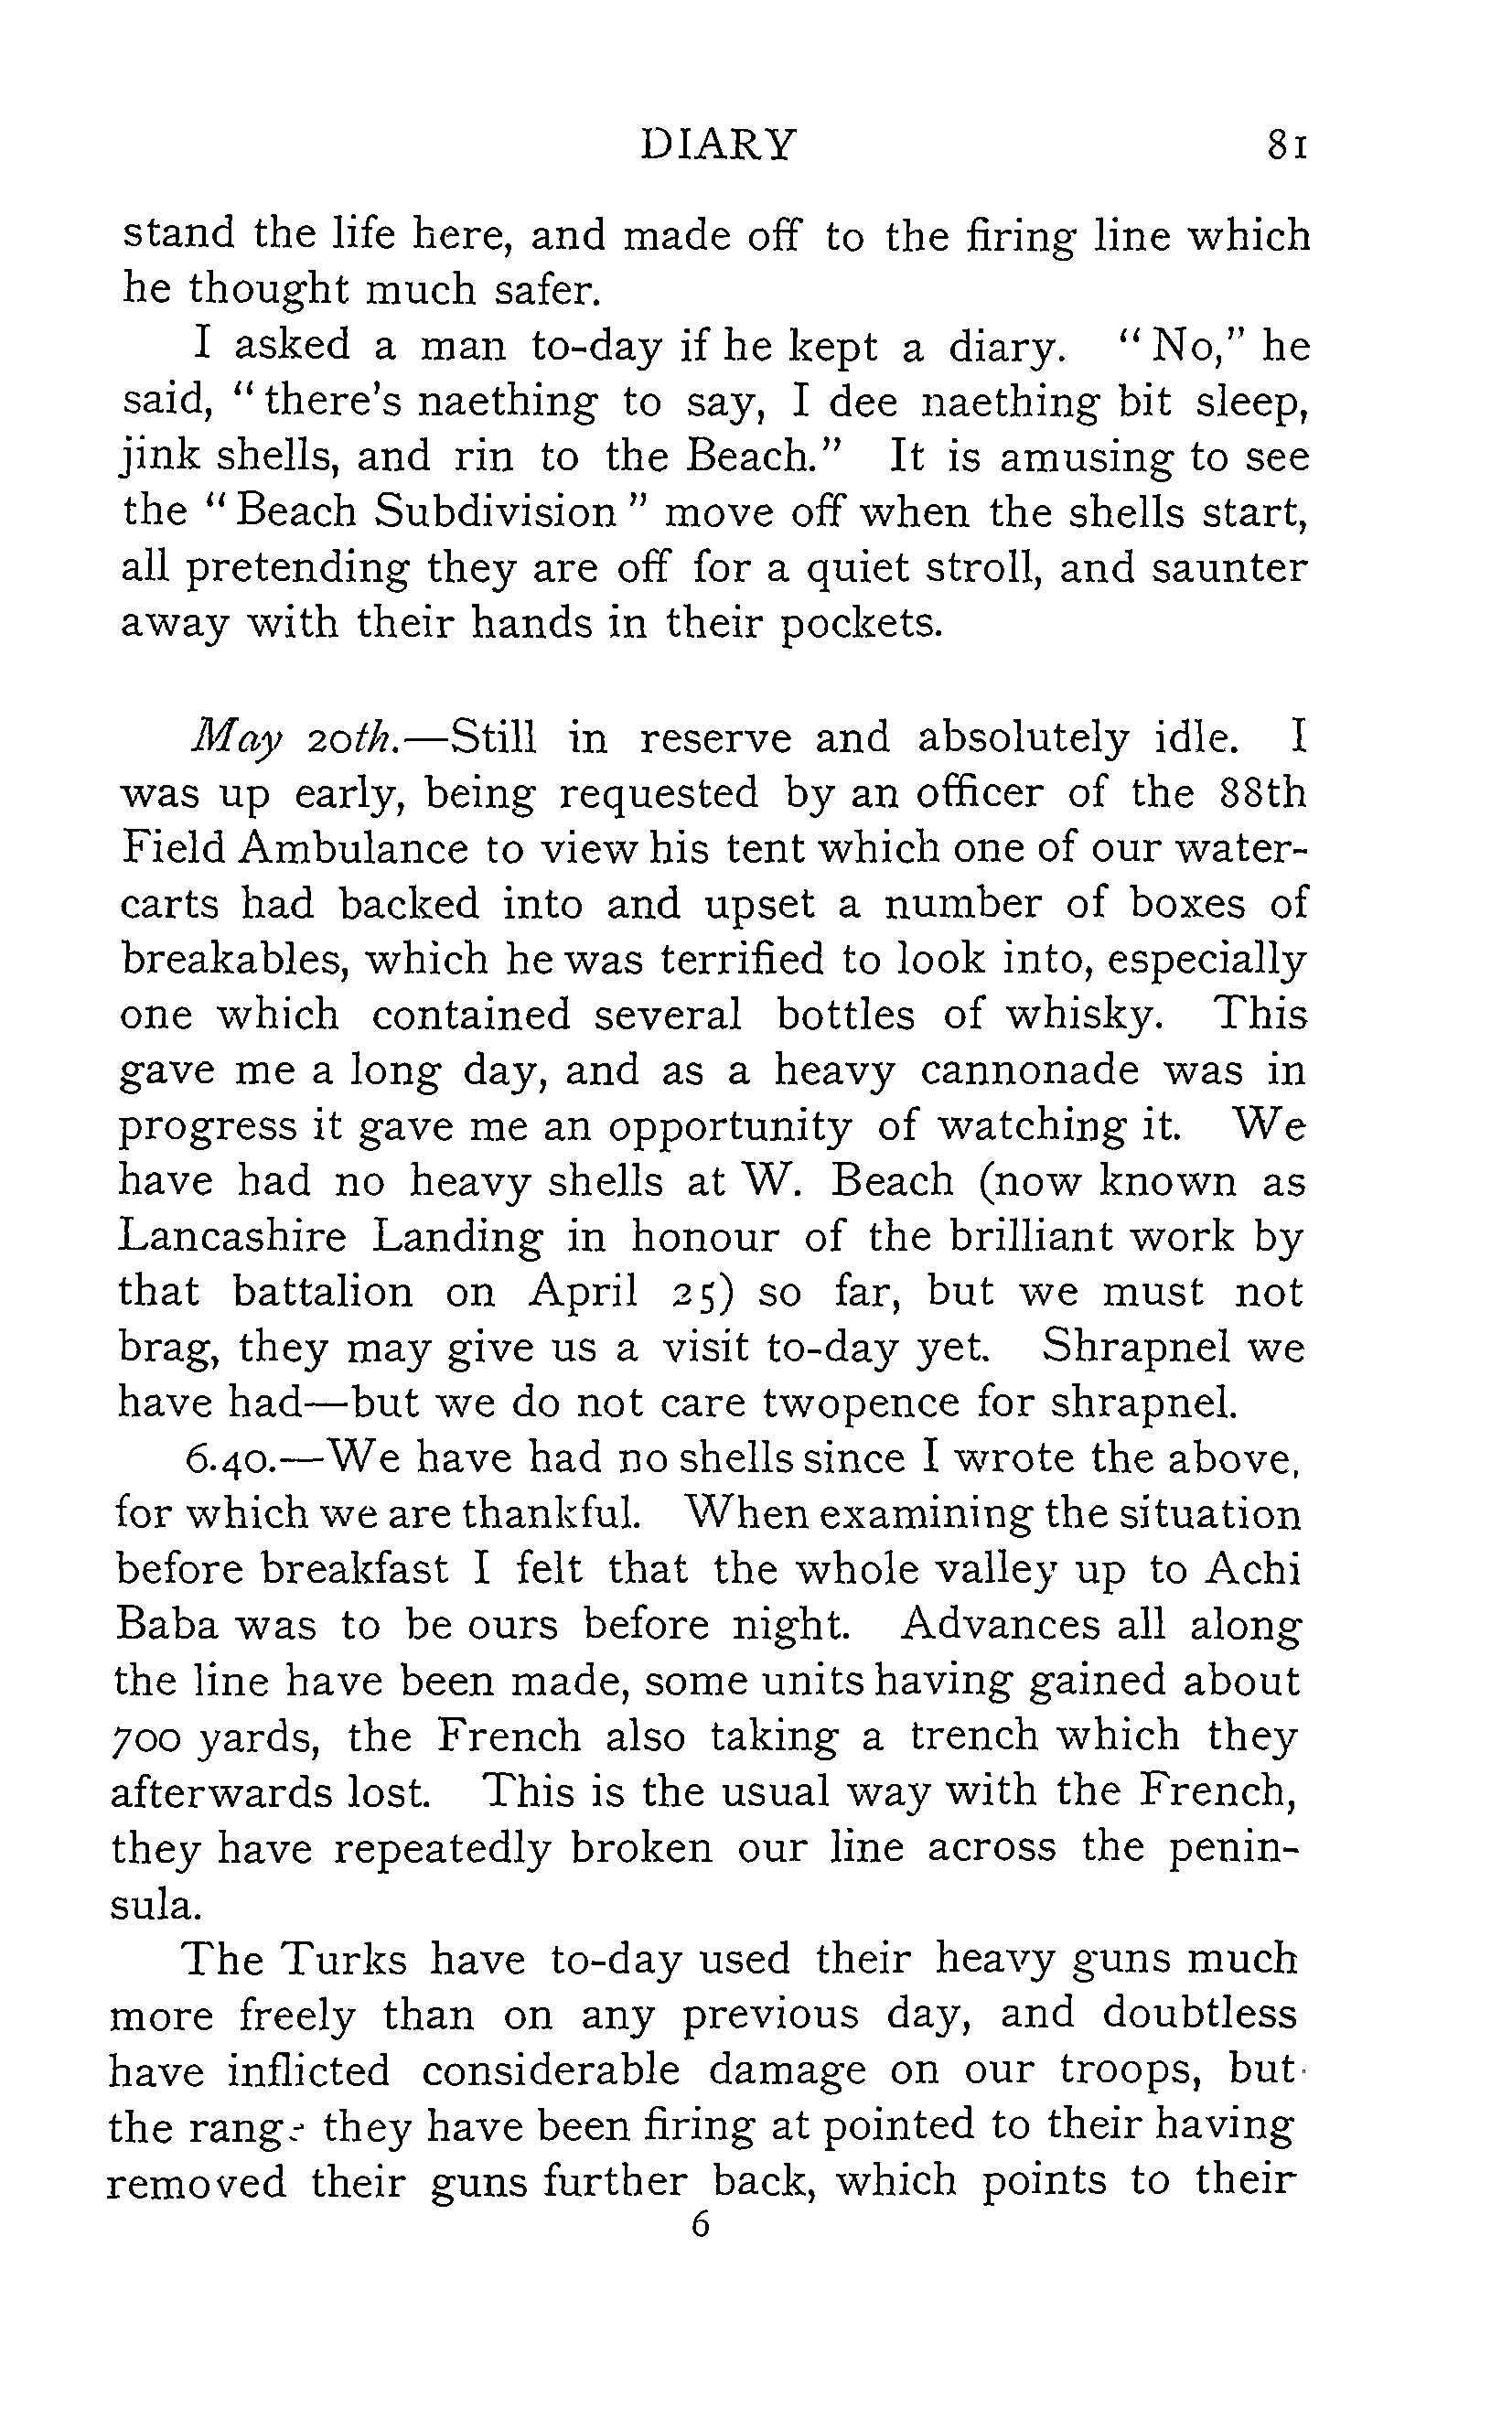 DIARY 81
stand the life here, and made off to the firing line which
he thought much safer.
I asked a man to-day if he kept a diary. "No," he
said, "there's naething to say, I dee naething bit sleep,
jink shells, and rin to the Beach." It is amusing to see
the "Beach Subdivision" move off when the shells start,
all pretending they are off for a quiet stroll, and saunter
away with their hands in their pockets.
May 20th.—Still in reserve and absolutely idle. I
was up early, being requested by an officer of the 88th
Field Ambulance to view his tent which one of our water-
carts had backed into and upset a number of boxes of
breakables, which he was terrified to look into, especially
one which contained several bottles of whisky. This
gave me a long day, and as a heavy cannonade was in
progress it gave me an opportunity of watching it. We
have had no heavy shells at W. Beach (now known as
Lancashire Landing in honour of the brilliant work by
that battalion on April 25) so far, but we must not
brag, they may give us a visit to-day yet. Shrapnel we
have had—but we do not care twopence for shrapnel.
6.40.—We have had no shells since I wrote the above,
for which we are thankful. When examining the situation
before breakfast I felt that the whole valley up to Achi
Baba was to be ours before night. Advances all along
the line have been made, some units having gained about
700 yards, the French also taking a trench which they
afterwards lost. This is the usual way with the French,
they have repeatedly broken our line across the penin-
sula.
The Turks have to-day used their heavy guns much
more freely than on any previous day, and doubtless
have inflicted considerable damage on our troops, but
the range they have been firing at pointed to their having
removed their guns further back, which points to their
6